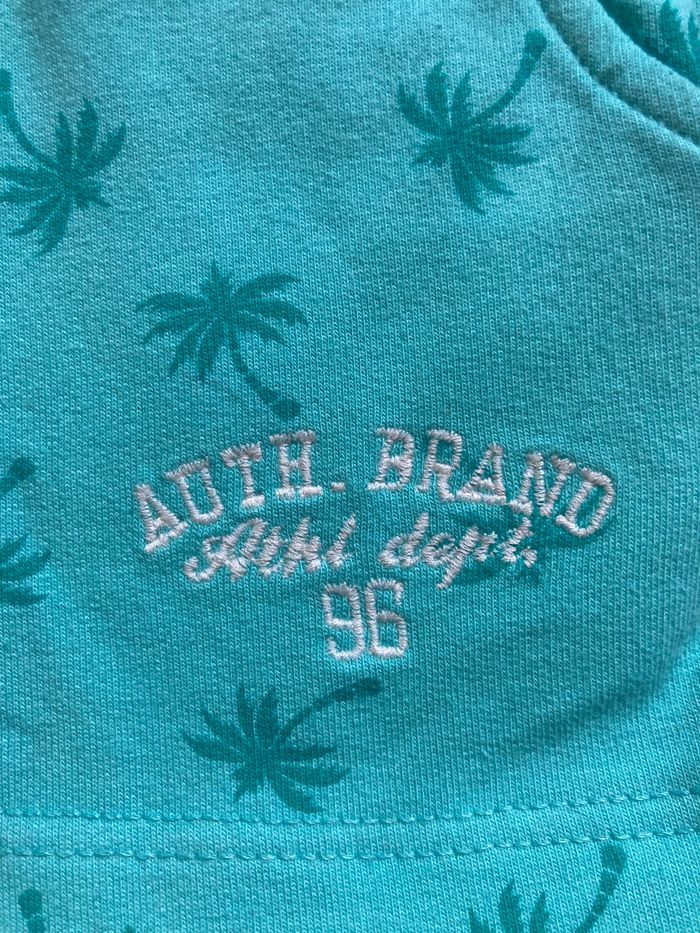 AUTH. BRAND
Athl dept.
96